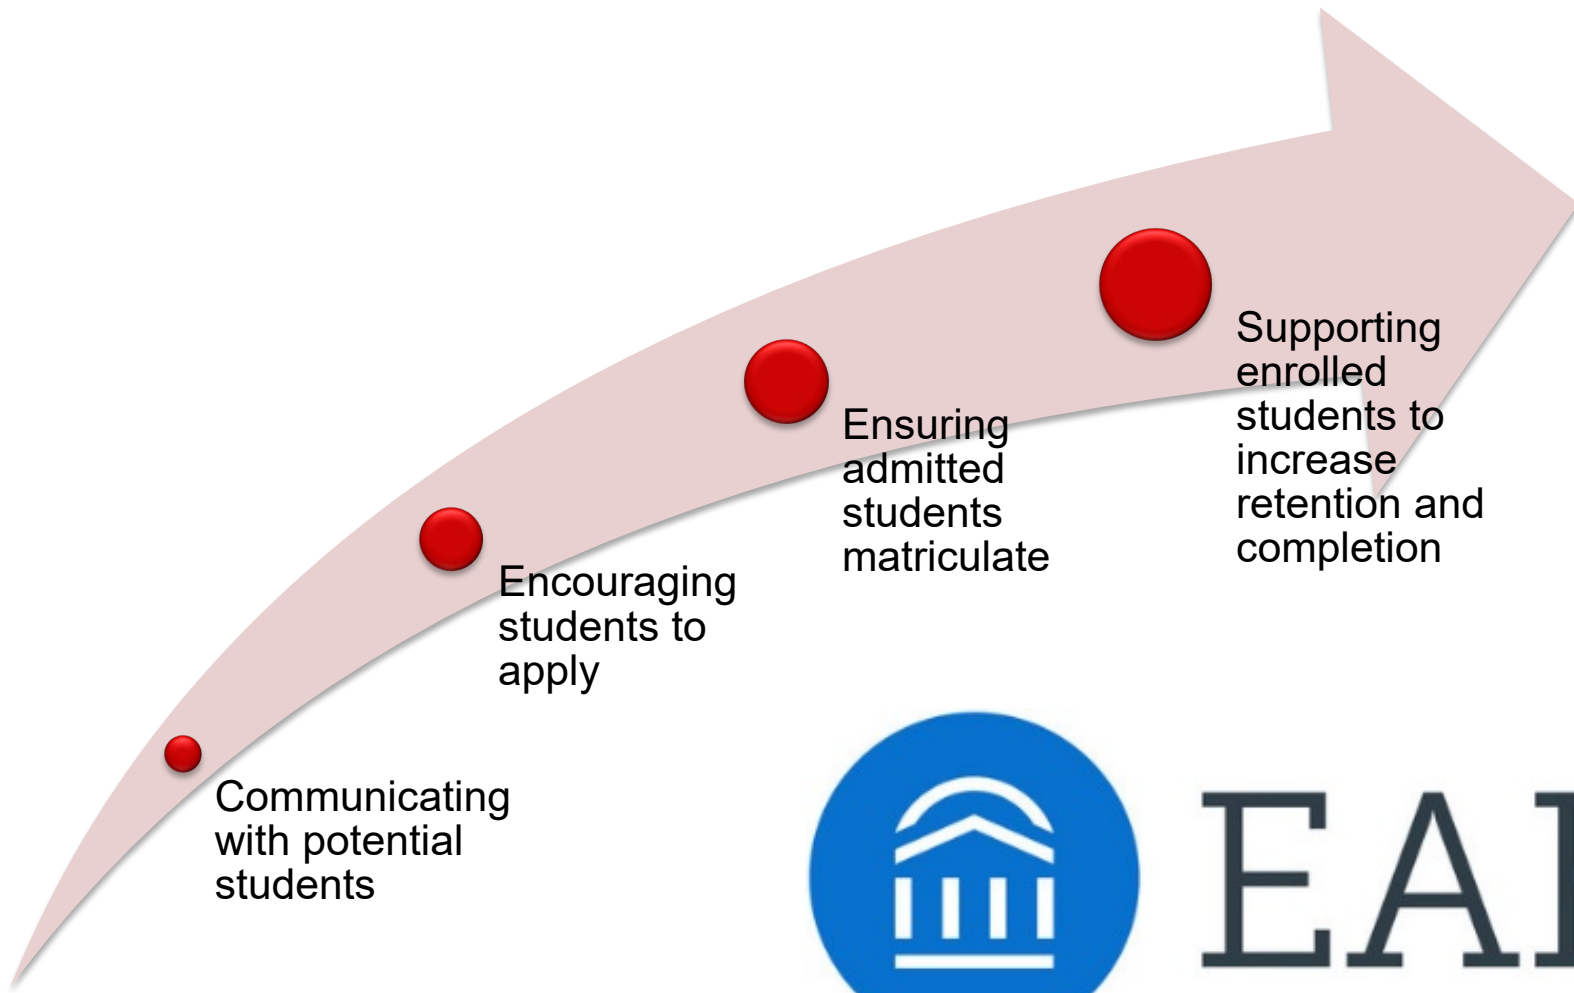 Communicating
with potential
students
Encouraging
students to
apply
Ensuring
admitted
students
matriculate
Supporting
enrolled
students to
increase
retention and
completion